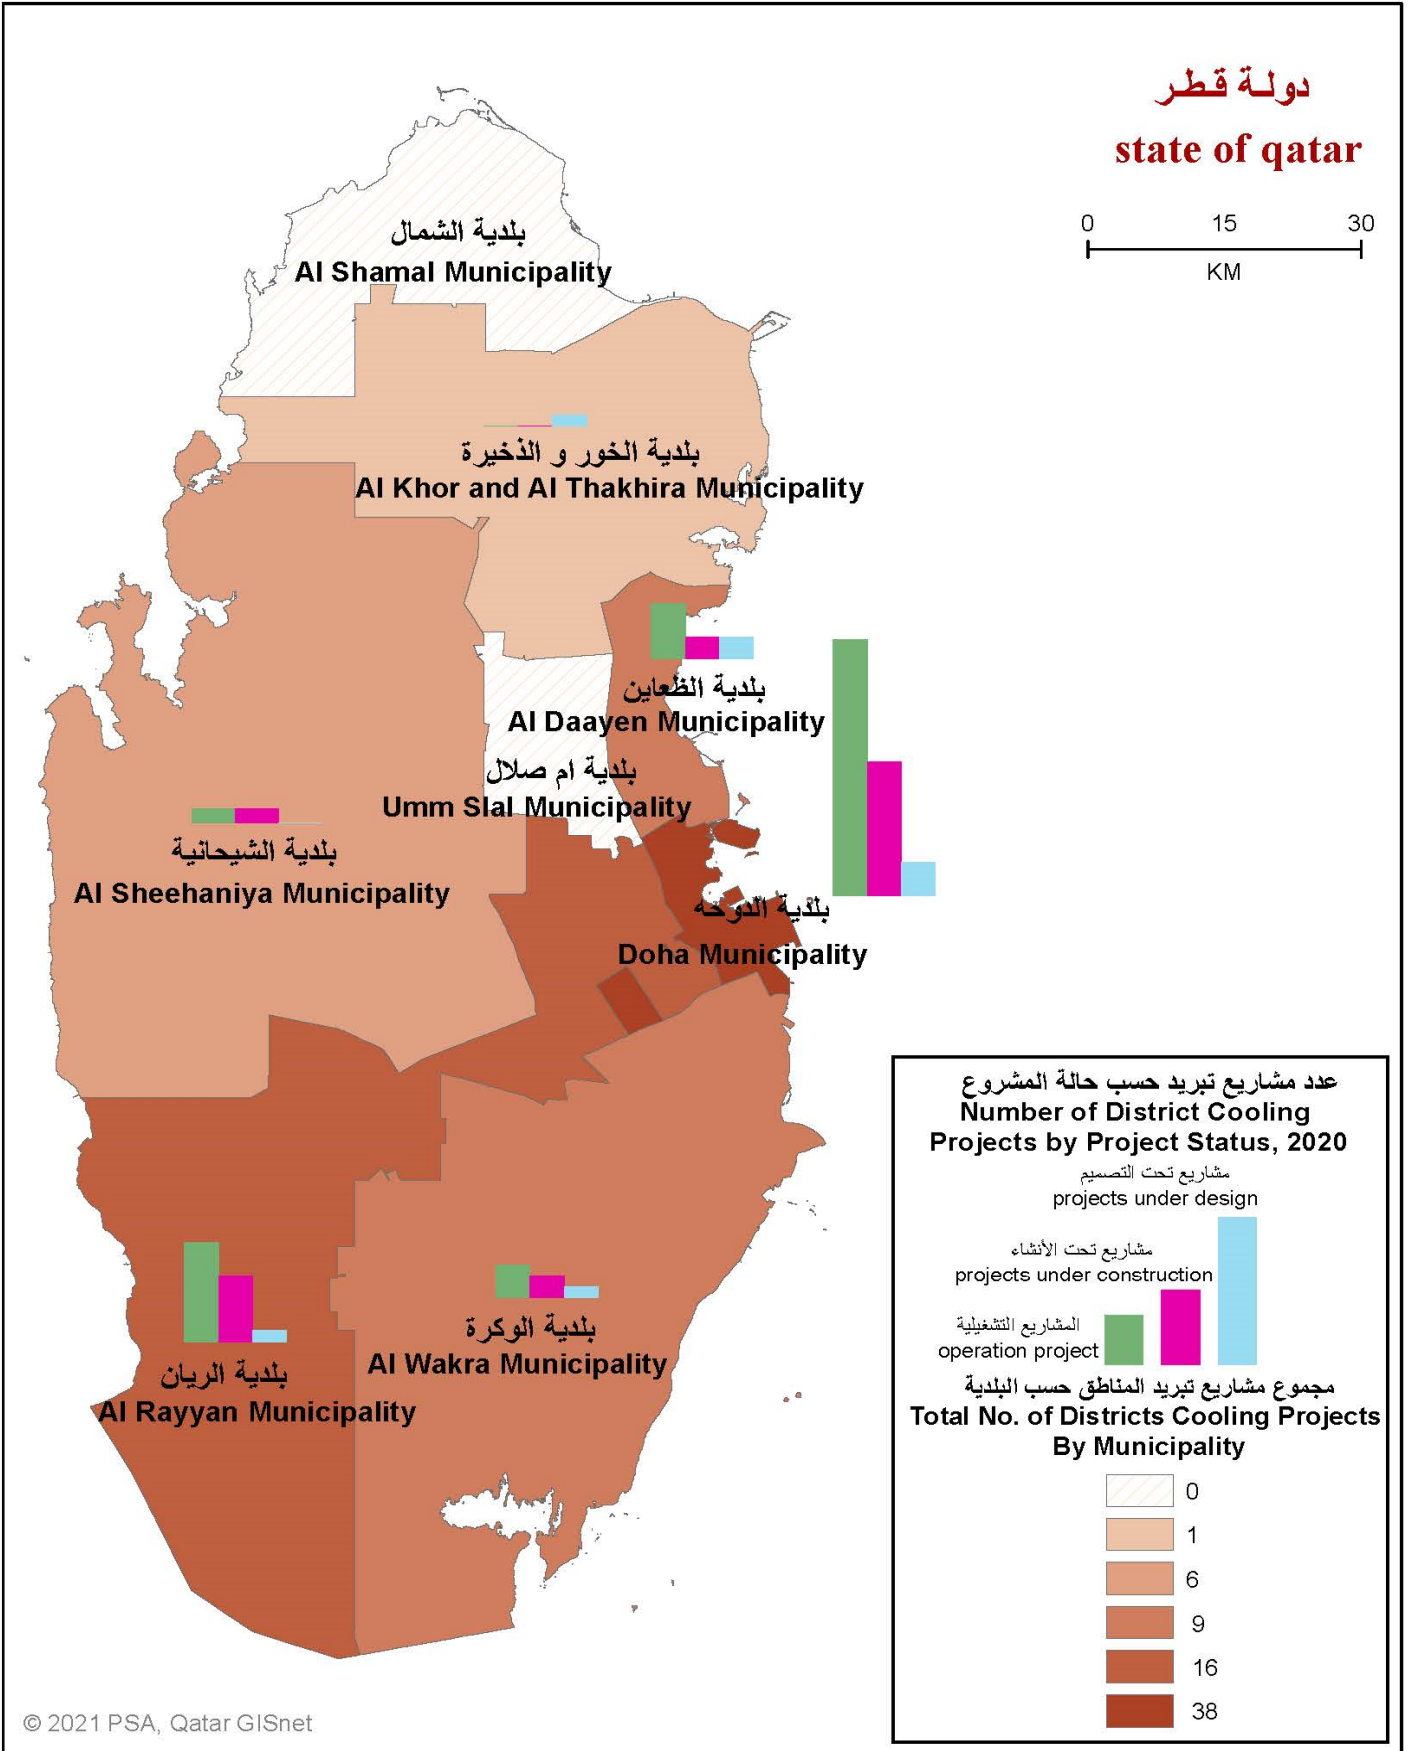 دولة قطر
state of qatar
0 15 30
KM
بلدية الشمال
Al Shamal Municipality
بلدية الخور و الذخيرة
Al Khor and Al Thakhira Municipality
بلدية الظعاين
Al Daayen Municipality
بلدية ام صلال
Umm Slal Municipality
بلدية الشيحانية
Al Sheehaniya Municipality
بلدية الدوحه
Doha Municipality
بلدية الوكرة
Al Wakra Municipality
بلدية الريان
Al Rayyan Municipality
عدد مشاريع تبريد حسب حالة المشروع
Number of District Cooling
Projects by Project Status, 2020
مشاريع تحت التصميم
projects under design
مشاريع تحت الأنشاء
projects under construction
المشاريع التشغيلية
operation project
مجموع مشاريع تبريد المناطق حسب البلدية
Total No. of Districts Cooling Projects
By Municipality
0
1
6
9
16
38
© 2021 PSA, Qatar GISnet